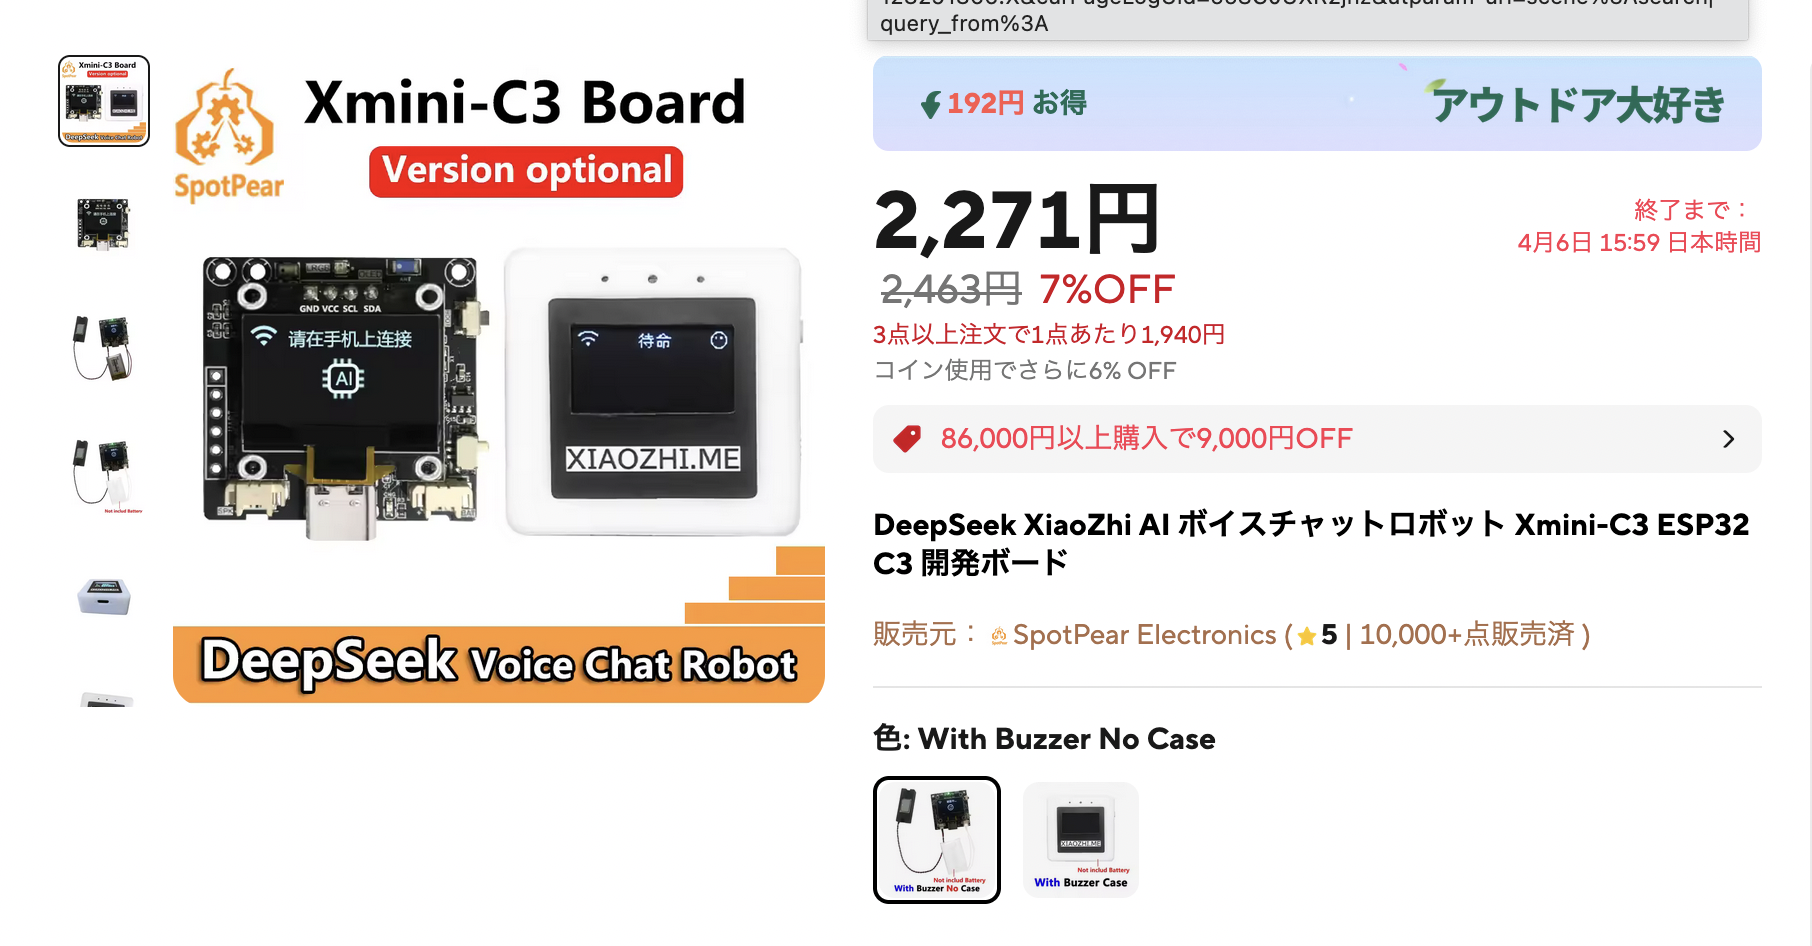 query_from%3A
Xmini-C3 Board
Version optional
SpotPear
GND VCC SCL SDA
请在手机上连接
AI
待命
XIAOZHI.ME
DeepSeek Voice Chat Robot
192円 お得
アウトドア大好き
2,271円
終了まで：
4月6日 15:59 日本時間
2,463円 7%OFF
3点以上注文で1点あたり1,940円
コイン使用でさらに6% OFF
86,000円以上購入で9,000円OFF
DeepSeek XiaoZhi AI ボイスチャットロボット Xmini-C3 ESP32
C3 開発ボード
販売元： SpotPear Electronics ( 5 | 10,000+点販売済 )
色: With Buzzer No Case
Not includ Battery
With Buzzer No Case
XIAOZHI.ME
Not includ Battery
With Buzzer Case